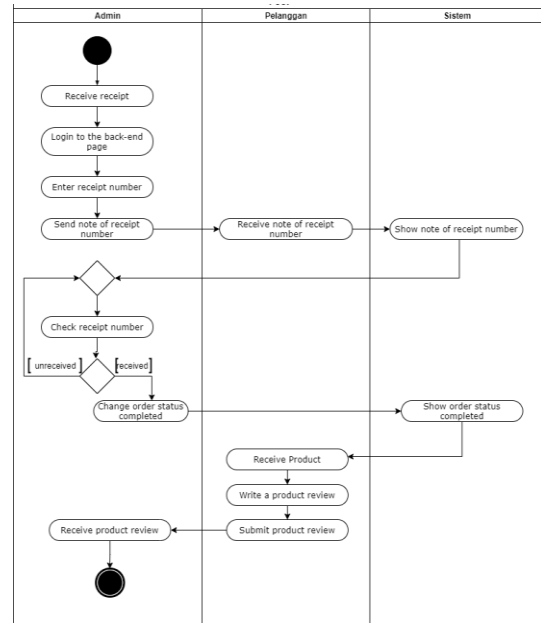 Admin
Pelanggan
Sistem
Receive receipt
Login to the back-end
page
Enter receipt number
Send note of receipt
number
Receive note of receipt
number
Show note of receipt number
Check receipt number
[ unreceived ]
[received]
Change order status
completed
Show order status
completed
Receive Product
Write a product review
Submit product review
Receive product review